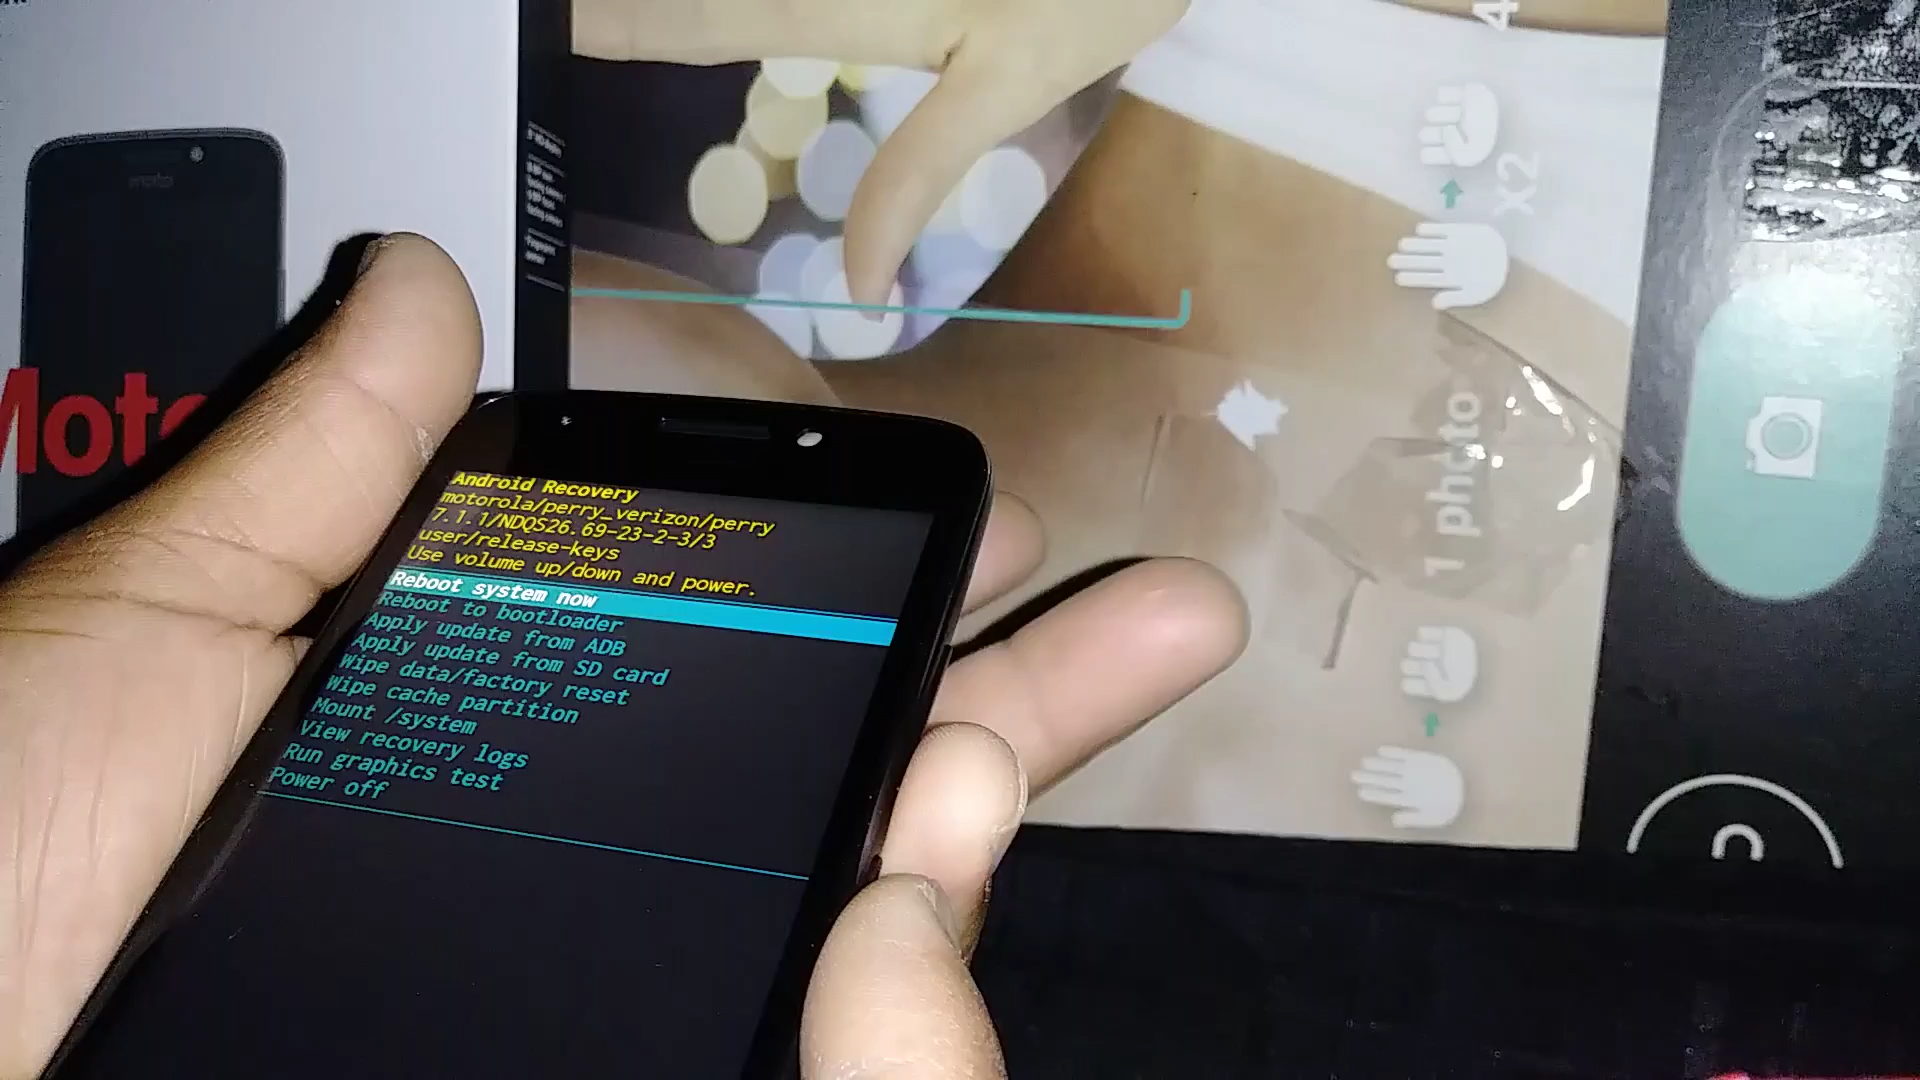 moto
Moto
Android Recovery
motorola/perry_verizon/perry
7.1.1/NDQS26.69-23-2-3/3
user/release-keys
Use volume up/down and power.
Reboot system now
Reboot to bootloader
Apply update from ADB
Apply update from SD card
Wipe data/factory reset
Wipe cache partition
Mount /system
View recovery logs
Run graphics test
Power off
1 photo
X2
4